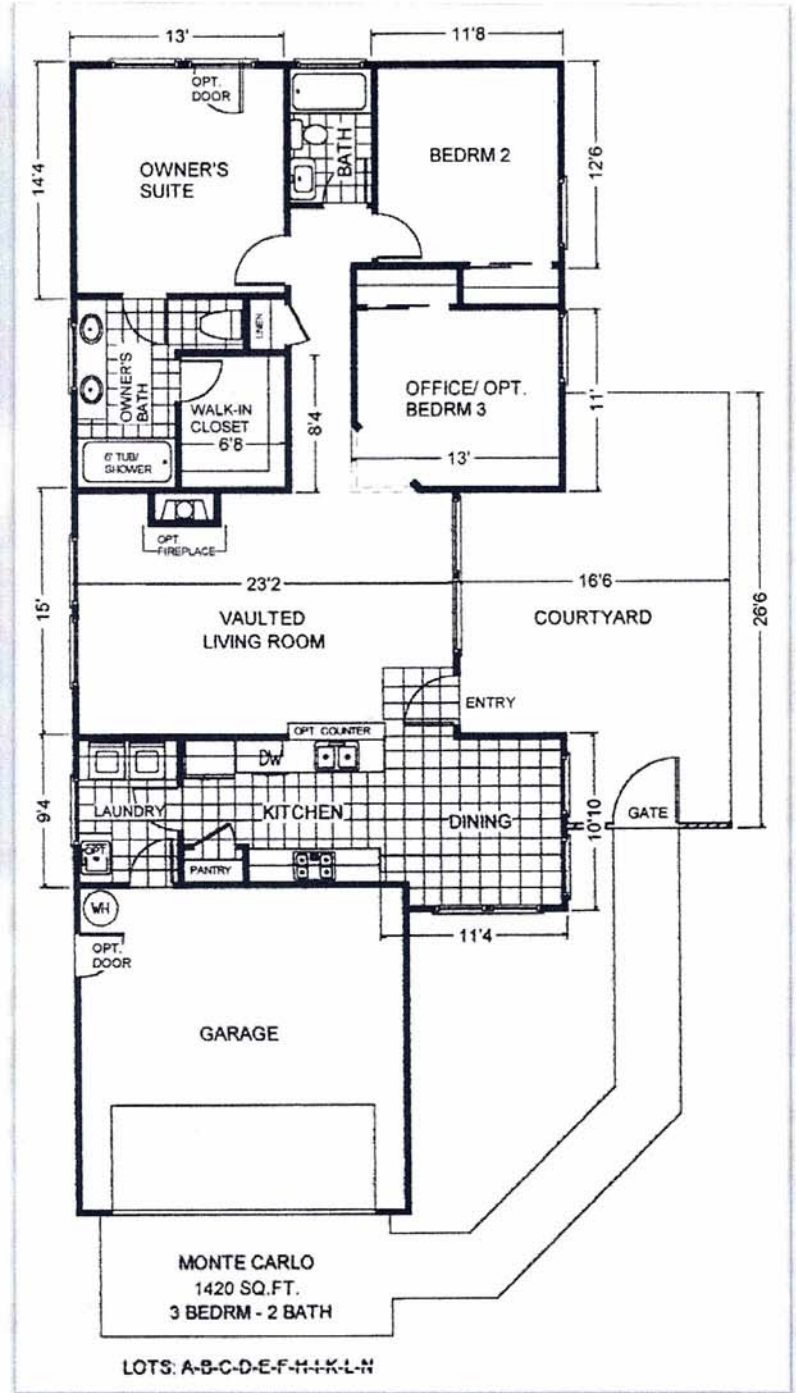 13'
11'8
OPT.
DOOR
OWNER'S
SUITE
BATH
BEDRM 2
14'4
12'6
LINEN
OWNER'S
BATH
WALK-IN
CLOSET
6'8
8'4
OFFICE/ OPT.
BEDRM 3
11'
13'
6' TUB/
SHOWER
OPT
FIREPLACE
23'2
16'6
15'
VAULTED
LIVING ROOM
COURTYARD
26'6
ENTRY
OPT COUNTER
DW
9'4
LAUNDRY
KITCHEN
DINING
10'10
GATE
OPT
PANTRY
WH
OPT.
DOOR
11'4
GARAGE
MONTE CARLO
1420 SQ.FT.
3 BEDRM - 2 BATH
LOTS: A-B-C-D-E-F-H-I-K-L-N